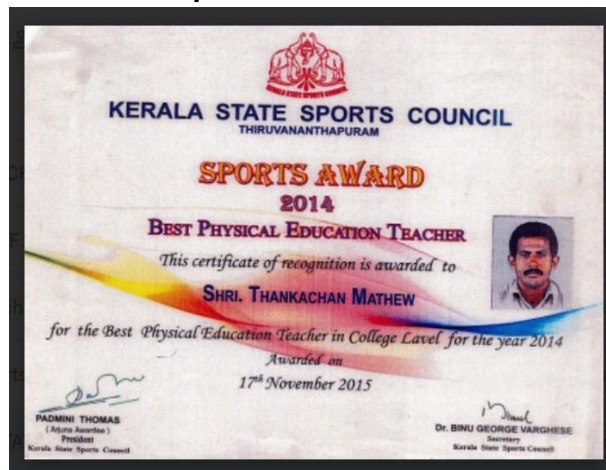 KERALA STATE SPORTS COUNCIL
THIRUVANANTHAPURAM
SPORTS AWARD
2014
BEST PHYSICAL EDUCATION TEACHER
This certificate of recognition is awarded to
SHRI. THANKACHAN MATHEW
for the Best Physical Education Teacher in College Lavel for the year 2014
Awarded on
17th November 2015
PADMINI THOMAS
( Arjuna Awardee )
President
Kerala State Sports Council
Dr. BINU GEORGE VARGHESE
Secretary
Kerala State Sports Council